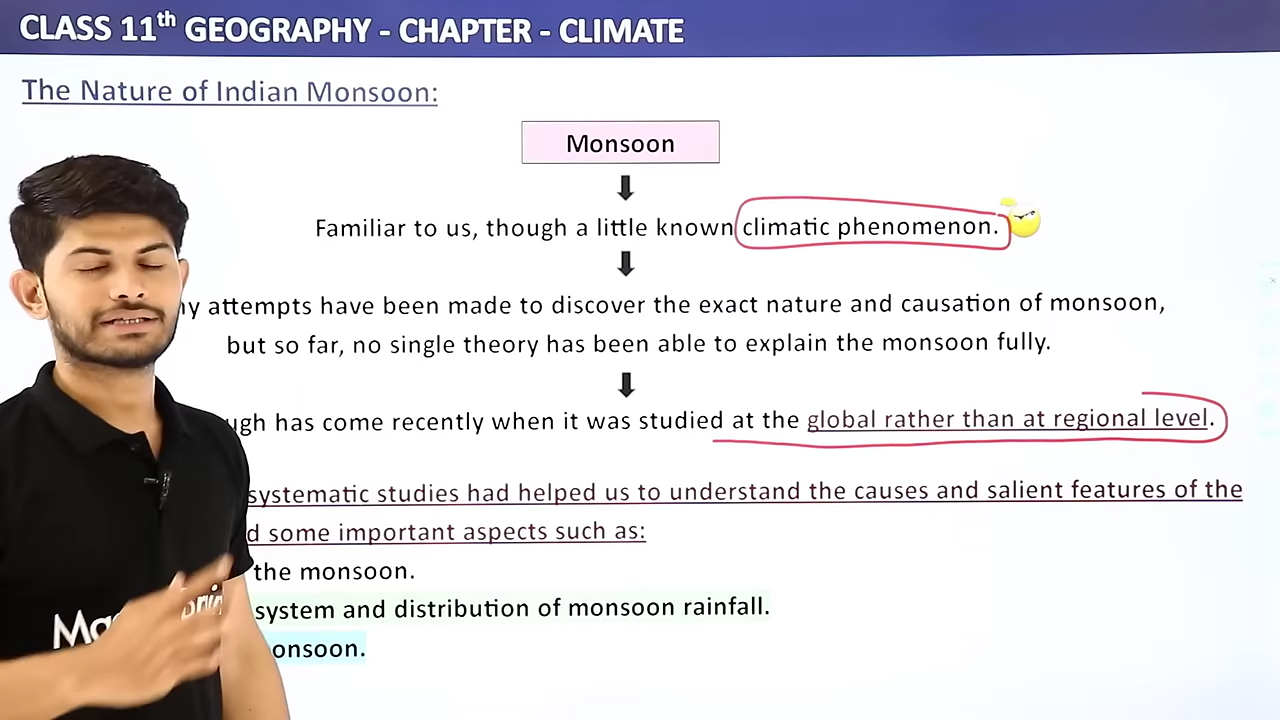 CLASS 11th GEOGRAPHY - CHAPTER - CLIMATE
The Nature of Indian Monsoon:
Monsoon
Familiar to us, though a little known climatic phenomenon.
attempts have been made to discover the exact nature and causation of monsoon,
but so far, no single theory has been able to explain the monsoon fully.
has come recently when it was studied at the global rather than at regional level.
systematic studies had helped us to understand the causes and salient features of the
some important aspects such as:
the monsoon.
system and distribution of monsoon rainfall.
onsoon.